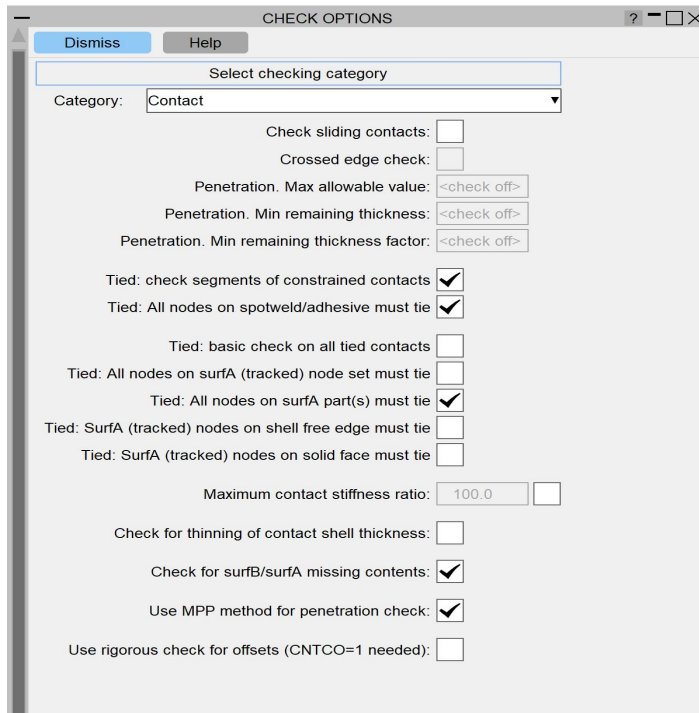 CHECK OPTIONS ?
Dismiss Help
Select checking category
Category: Contact
Check sliding contacts:
Crossed edge check:
Penetration. Max allowable value: <check off>
Penetration. Min remaining thickness: <check off>
Penetration. Min remaining thickness factor: <check off>
Tied: check segments of constrained contacts
Tied: All nodes on spotweld/adhesive must tie
Tied: basic check on all tied contacts
Tied: All nodes on surfA (tracked) node set must tie
Tied: All nodes on surfA part(s) must tie
Tied: SurfA (tracked) nodes on shell free edge must tie
Tied: SurfA (tracked) nodes on solid face must tie
Maximum contact stiffness ratio: 100.0
Check for thinning of contact shell thickness:
Check for surfB/surfA missing contents:
Use MPP method for penetration check:
Use rigorous check for offsets (CNTCO=1 needed):